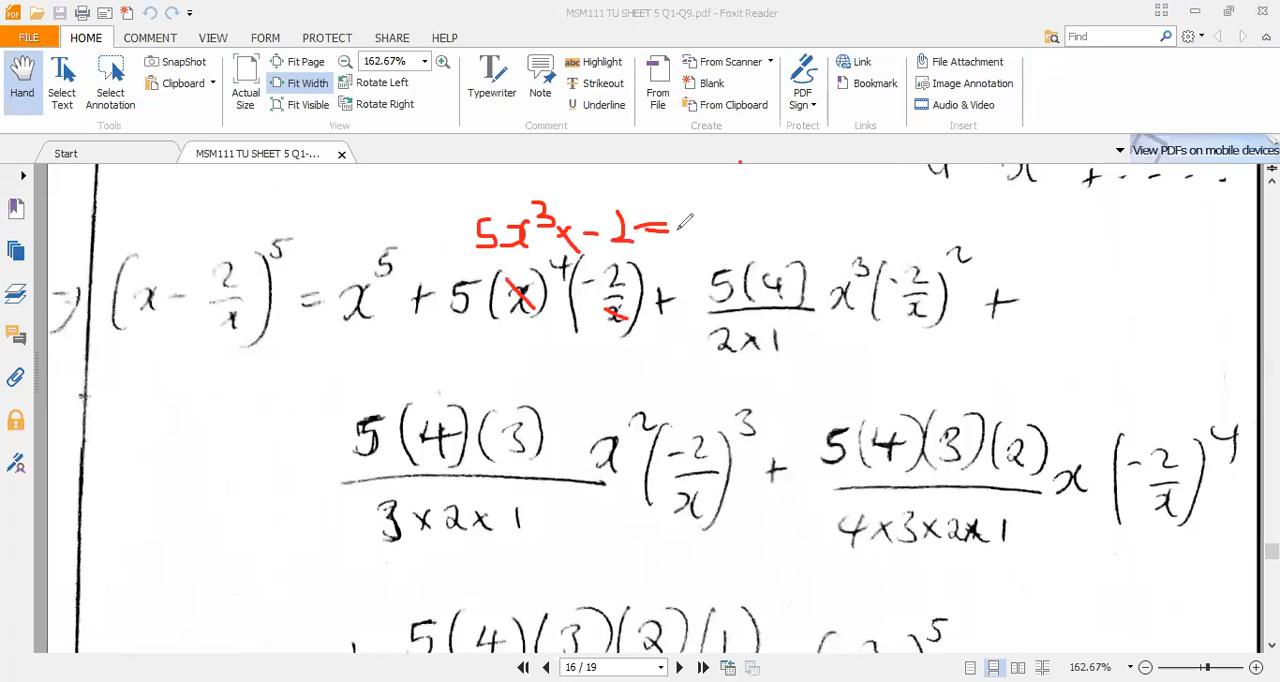 MSM111 TU SHEET 5 Q1-Q9.pdf - Foxit Reader
FILE HOME COMMENT VIEW FORM PROTECT SHARE HELP
Find
Hand
Select Text
Select Annotation
SnapShot
Clipboard
Tools
Actual Size
Fit Page
Fit Width
Fit Visible
162.67%
Rotate Left
Rotate Right
View
Typewriter
Note
Highlight
Strikeout
Underline
Comment
From File
From Scanner
Blank
From Clipboard
Create
PDF Sign
Protect
Link
Bookmark
Links
File Attachment
Image Annotation
Audio & Video
Insert
Start
MSM111 TU SHEET 5 Q1-...
View PDFs on mobile devices
+ - - - .
5x³ × -2 =
⇒ (x - 2/x)⁵ = x⁵ + 5(x)⁴(-2/x) + 5(4)/2×1 x³(-2/x)² +
5(4)(3)/3×2×1 x²(-2/x)³ + 5(4)(3)(2)/4×3×2×1 x(-2/x)⁴
5(4)(3)(2)(1)
16 / 19
162.67%